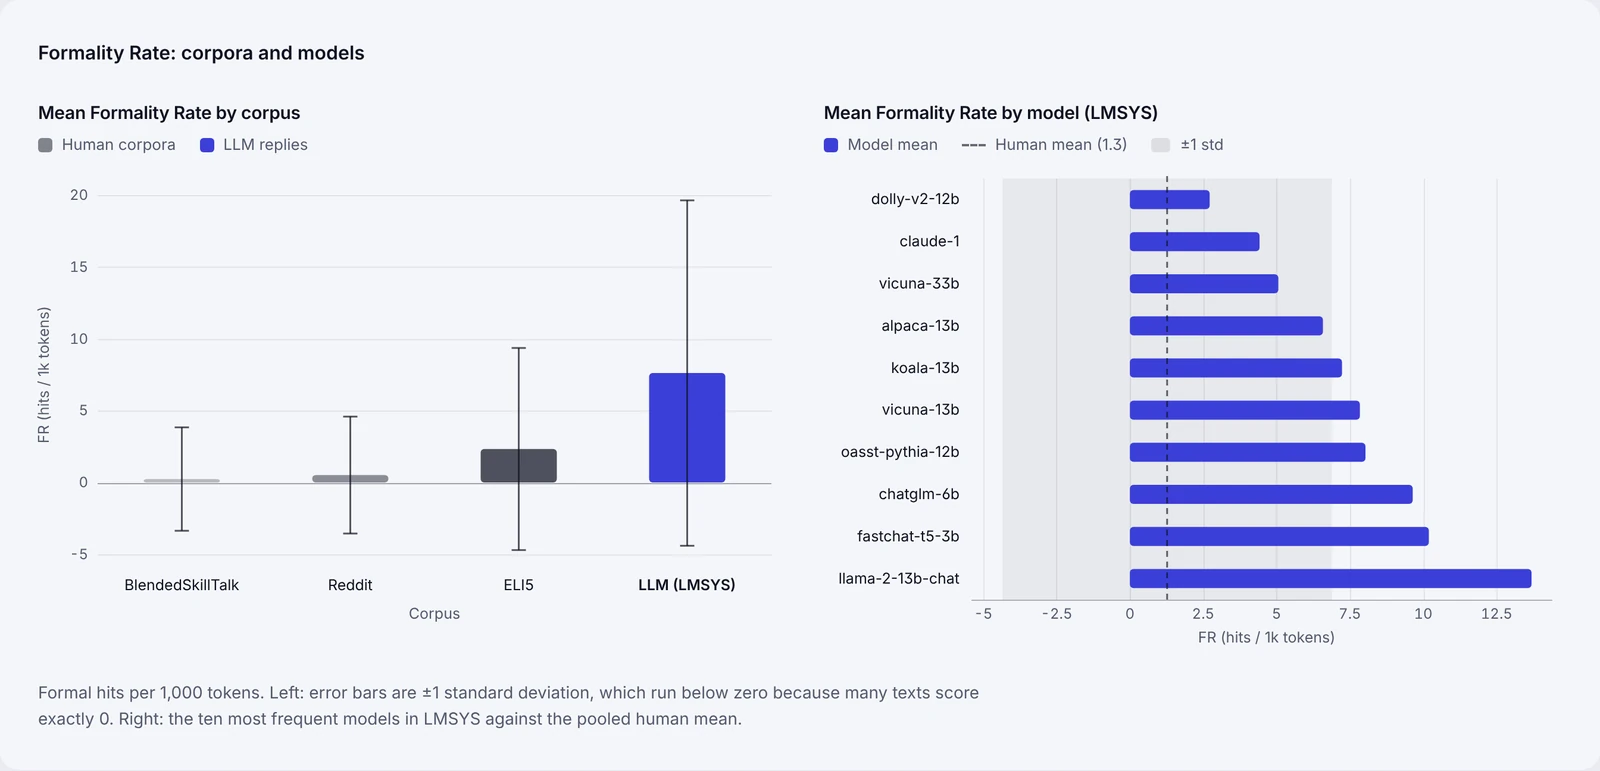 Formality Rate: corpora and models
Mean Formality Rate by corpus
Human corpora
LLM replies
20
15
10
5
0
-5
FR (hits / 1k tokens)
BlendedSkillTalk
Reddit
ELI5
LLM (LMSYS)
Corpus
Mean Formality Rate by model (LMSYS)
Model mean
Human mean (1.3)
±1 std
dolly-v2-12b
claude-1
vicuna-33b
alpaca-13b
koala-13b
vicuna-13b
oasst-pythia-12b
chatglm-6b
fastchat-t5-3b
llama-2-13b-chat
-5
-2.5
0
2.5
5
7.5
10
12.5
FR (hits / 1k tokens)
Formal hits per 1,000 tokens. Left: error bars are ±1 standard deviation, which run below zero because many texts score
exactly 0. Right: the ten most frequent models in LMSYS against the pooled human mean.